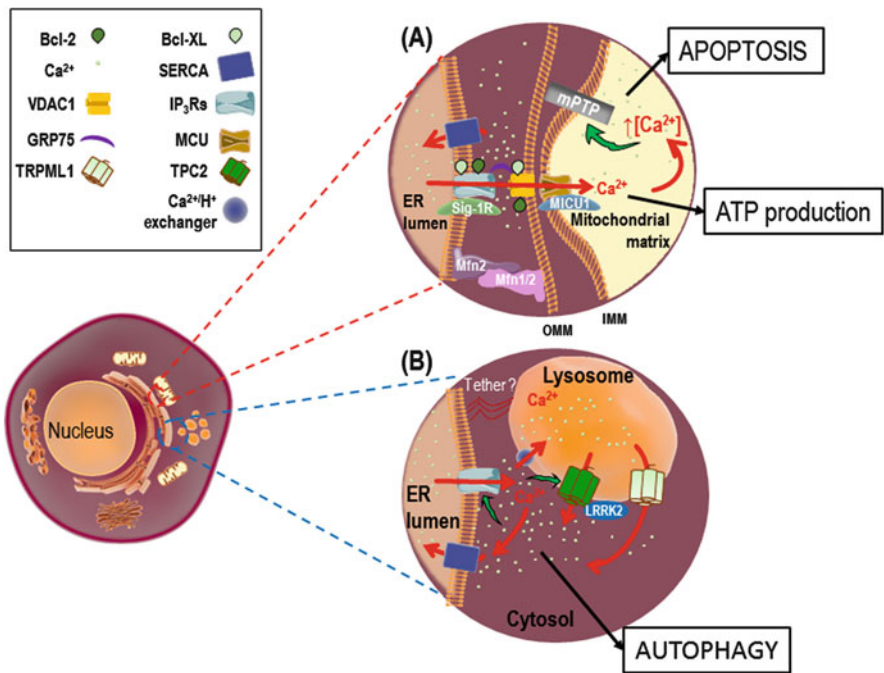 Bcl-2
Bcl-XL
Ca²⁺
SERCA
VDAC1
IP₃Rs
GRP75
MCU
TRPML1
TPC2
Ca²⁺/H⁺
exchanger
(A)
APOPTOSIS
mPTP
↑[Ca²⁺]
Ca²⁺
ER
lumen
Sig-1R
MICU1
Mitochondrial
matrix
ATP production
Mfn2
Mfn1/2
OMM
IMM
Nucleus
(B)
Tether?
Lysosome
Ca²⁺
ER
lumen
Ca²⁺
LRRK2
Cytosol
AUTOPHAGY